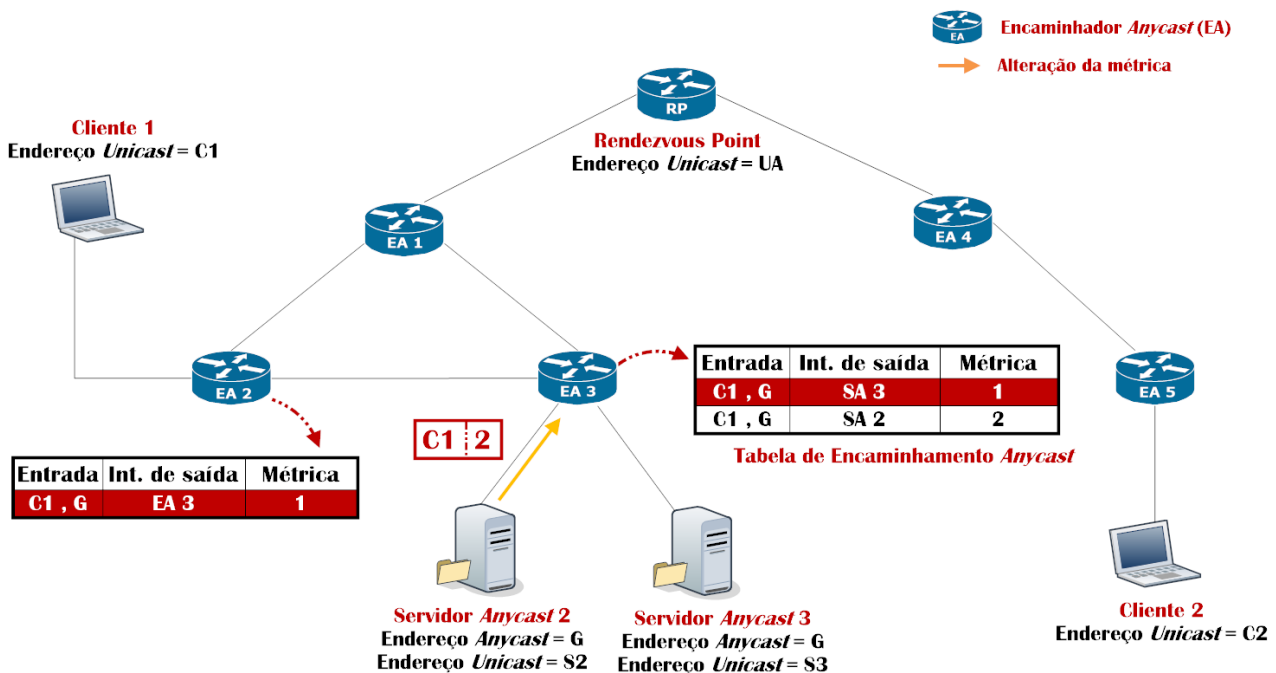 EA
Encaminhador Anycast (EA)
Alteração da métrica
RP
Rendezvous Point
Endereço Unicast = UA
Cliente 1
Endereço Unicast = C1
EA 1
EA 4
EA 2
EA 3
EA 5
Entrada Int. de saída Métrica
C1 , G SA 3 1
C1 , G SA 2 2
Tabela de Encaminhamento Anycast
C1 2
Entrada Int. de saída Métrica
C1 , G EA 3 1
Servidor Anycast 2
Endereço Anycast = G
Endereço Unicast = S2
Servidor Anycast 3
Endereço Anycast = G
Endereço Unicast = S3
Cliente 2
Endereço Unicast = C2